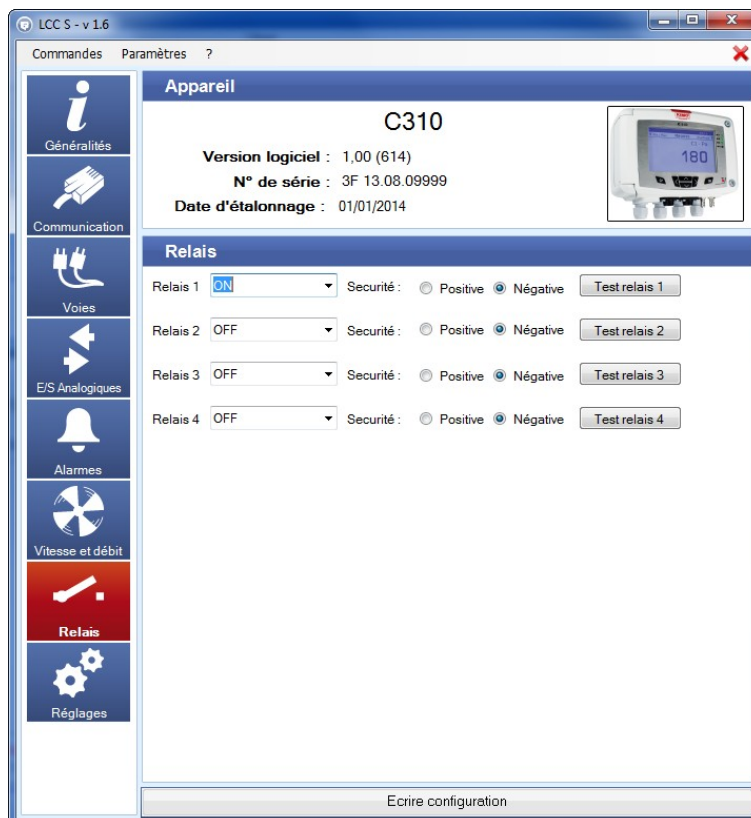 LCC S - v 1.6
Commandes Paramètres ?
Généralités
Communication
Voies
E/S Analogiques
Alarmes
Vitesse et débit
Relais
Réglages
Appareil
C310
Version logiciel : 1,00 (614)
N° de série : 3F 13.08.09999
Date d'étalonnage : 01/01/2014
180
Relais
Relais 1 ON Securité : Positive Négative Test relais 1
Relais 2 OFF Securité : Positive Négative Test relais 2
Relais 3 OFF Securité : Positive Négative Test relais 3
Relais 4 OFF Securité : Positive Négative Test relais 4
Ecrire configuration